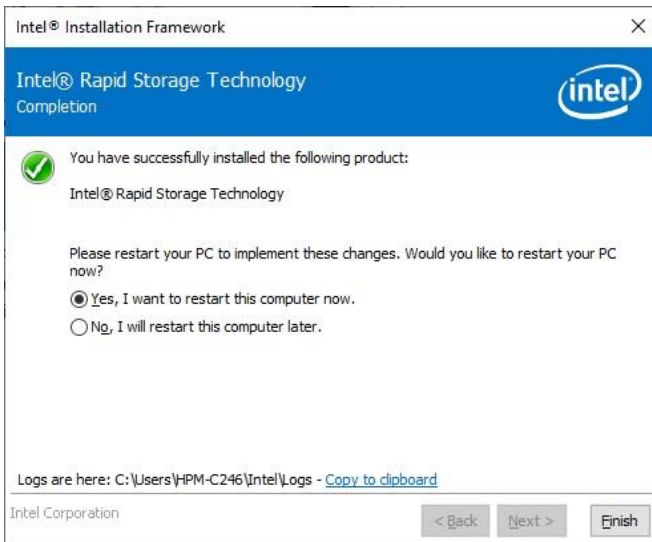 Intel® Installation Framework
Intel® Rapid Storage Technology
Completion
intel
You have successfully installed the following product:
Intel® Rapid Storage Technology
Please restart your PC to implement these changes. Would you like to restart your PC
now?
Yes, I want to restart this computer now.
No, I will restart this computer later.
Logs are here: C:\Users\HPM-C246\Intel\Logs - Copy to clipboard
Intel Corporation
< Back Next > Finish